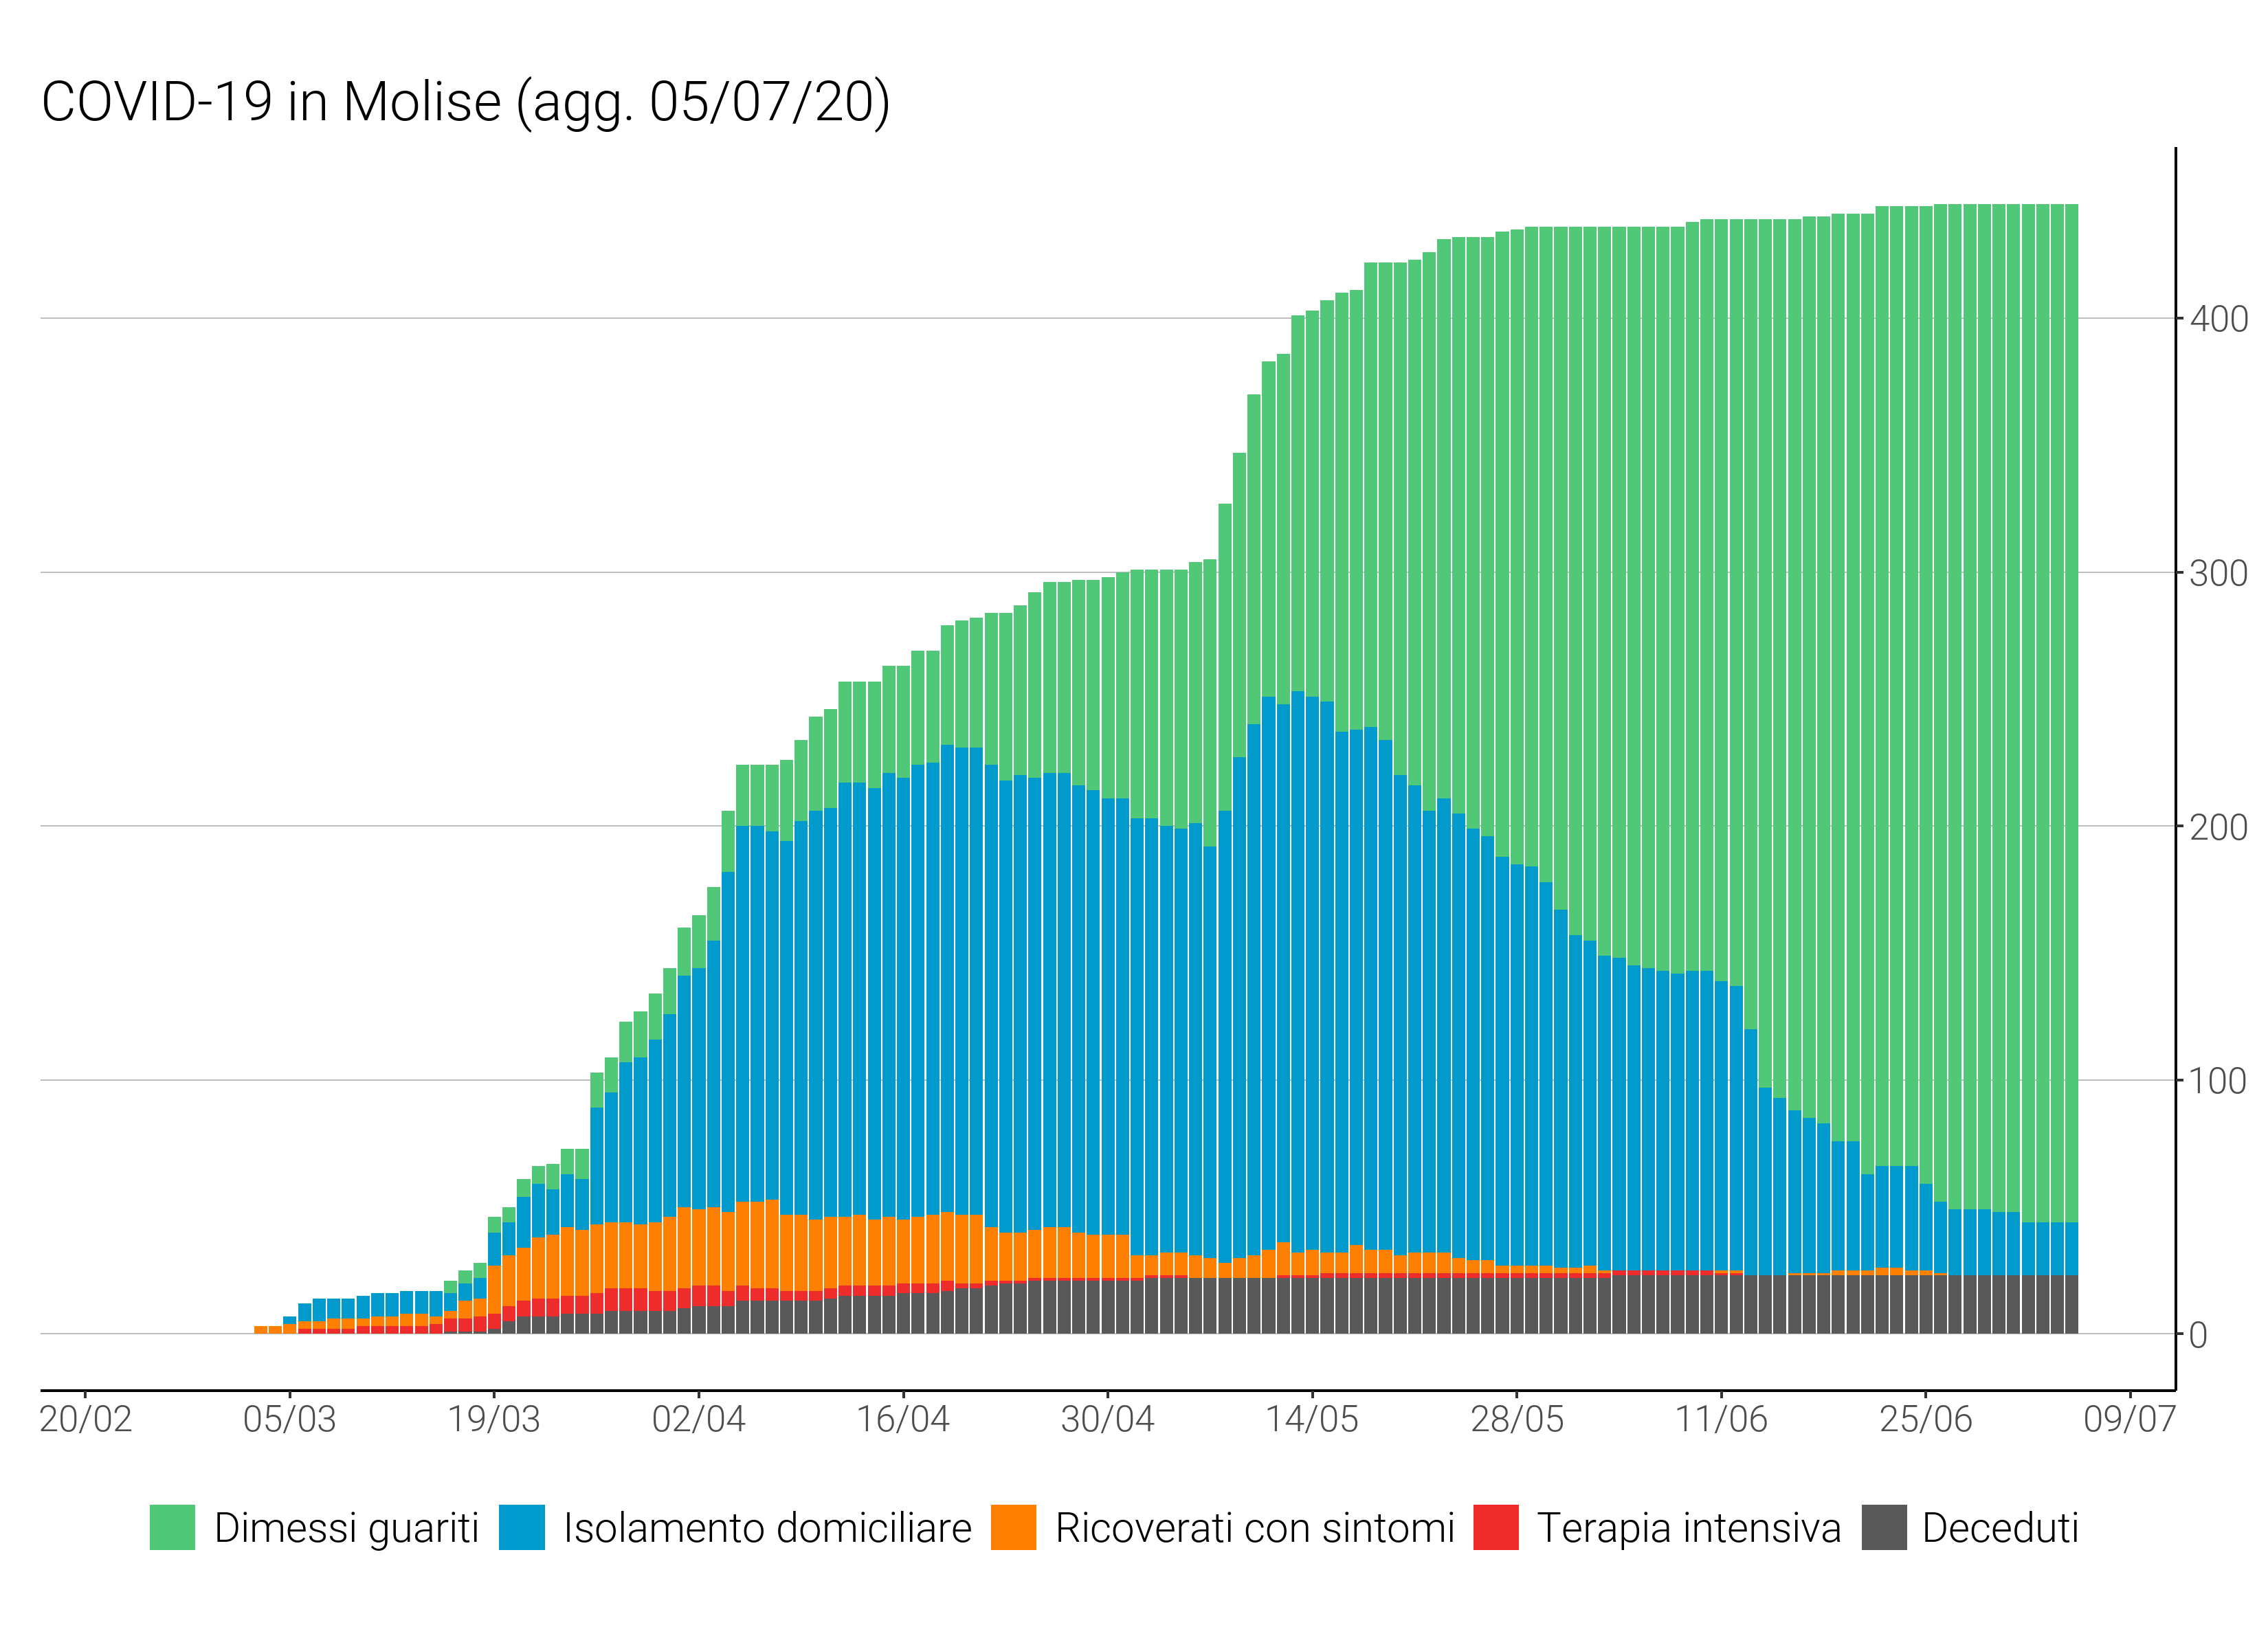 COVID-19 in Molise (agg. 05/07/20)
400
300
200
100
0
20/02 05/03 19/03 02/04 16/04 30/04 14/05 28/05 11/06 25/06 09/07
Dimessi guariti Isolamento domiciliare Ricoverati con sintomi Terapia intensiva Deceduti